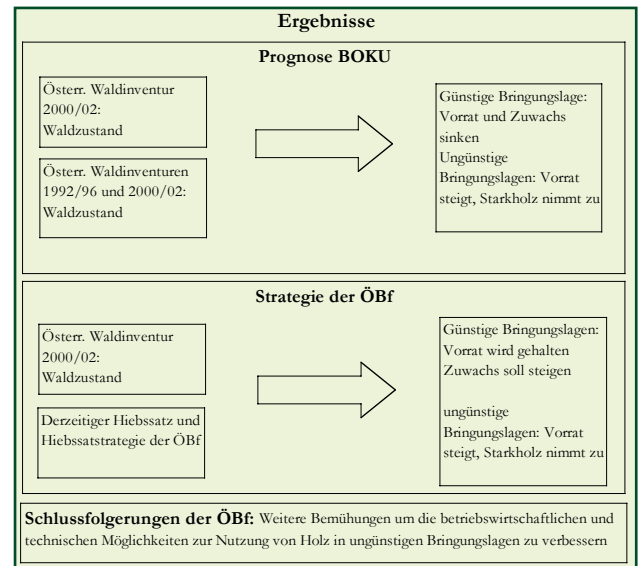 Ergebnisse
Prognose BOKU
Österr. Waldinventur
2000/02:
Waldzustand
Österr. Waldinventuren
1992/96 und 2000/02:
Waldzustand
Günstige Bringungslage:
Vorrat und Zuwachs
sinken
Ungünstige
Bringungslagen: Vorrat
steigt, Starkholz nimmt zu
Strategie der ÖBf
Österr. Waldinventur
2000/02:
Waldzustand
Derzeitiger Hiebssatz und
Hiebssatstrategie der ÖBf
Günstige Bringungslagen:
Vorrat wird gehalten
Zuwachs soll steigen
ungünstige
Bringungslagen: Vorrat
steigt, Starkholz nimmt zu
Schlussfolgerungen der ÖBf: Weitere Bemühungen um die betriebswirtschaftlichen und
technischen Möglichkeiten zur Nutzung von Holz in ungünstigen Bringungslagen zu verbessern